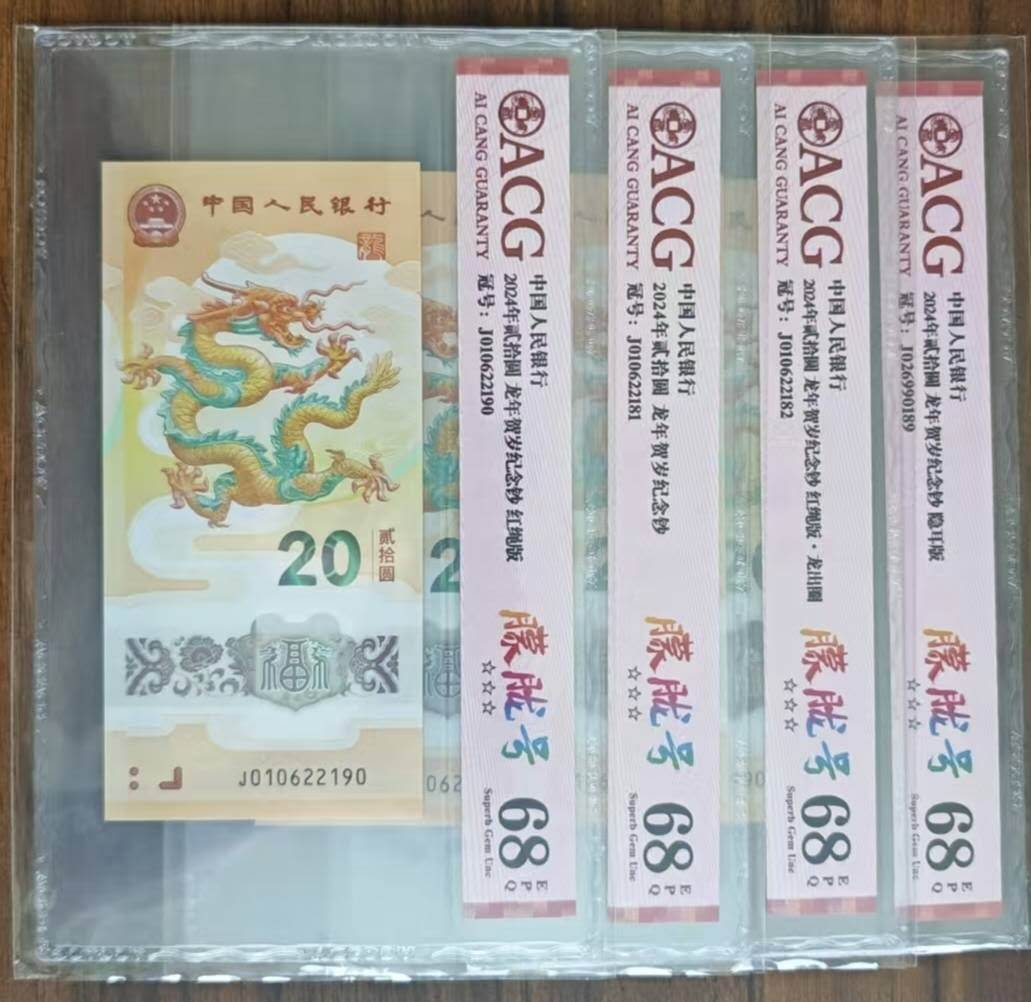 中国人民银行
龙
20
贰拾圆
福
J010622190
2
062
90
ACG
AI CANG GUARANTY
中国人民银行
2024年贰拾圆 龙年贺岁纪念钞 红绳版
冠号：J010622190
朦胧号
☆☆☆
68 EPQ
Superb Gem Unc
ACG
AI CANG GUARANTY
中国人民银行
2024年贰拾圆 龙年贺岁纪念钞
冠号：J010622181
朦胧号
☆☆☆
68 EPQ
Superb Gem Unc
ACG
AI CANG GUARANTY
中国人民银行
2024年贰拾圆 龙年贺岁纪念钞 红绳版·龙出圈
冠号：J010622182
朦胧号
☆☆☆
68 EPQ
Superb Gem Unc
ACG
AI CANG GUARANTY
中国人民银行
2024年贰拾圆 龙年贺岁纪念钞 隐耳版
冠号：J026990189
朦胧号
☆☆☆
68 EPQ
Superb Gem Unc